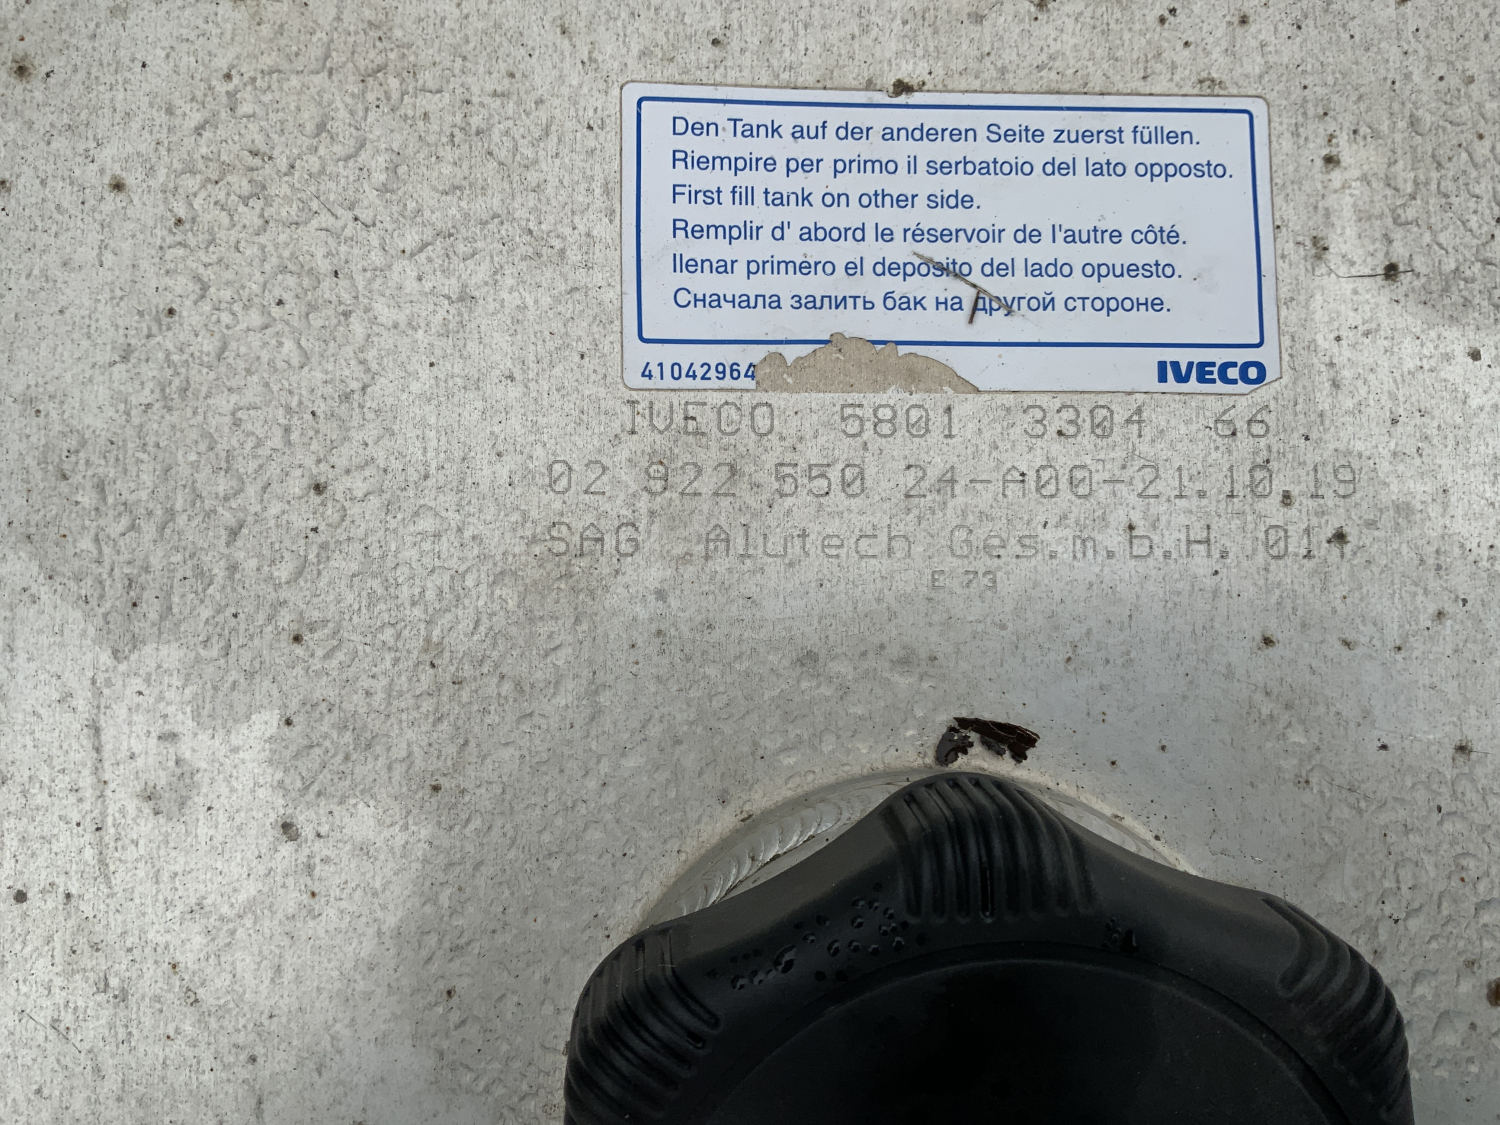 Den Tank auf der anderen Seite zuerst füllen.
Riempire per primo il serbatoio del lato opposto.
First fill tank on other side.
Remplir d' abord le réservoir de l'autre côté.
llenar primero el deposito del lado opuesto.
Сначала залить бак на другой стороне.
41042964 IVECO
IVECO 5801 3304 66
02 922 550 24-A00-21.10.19
SAG Alutech Ges.m.b.H. 014
E 73